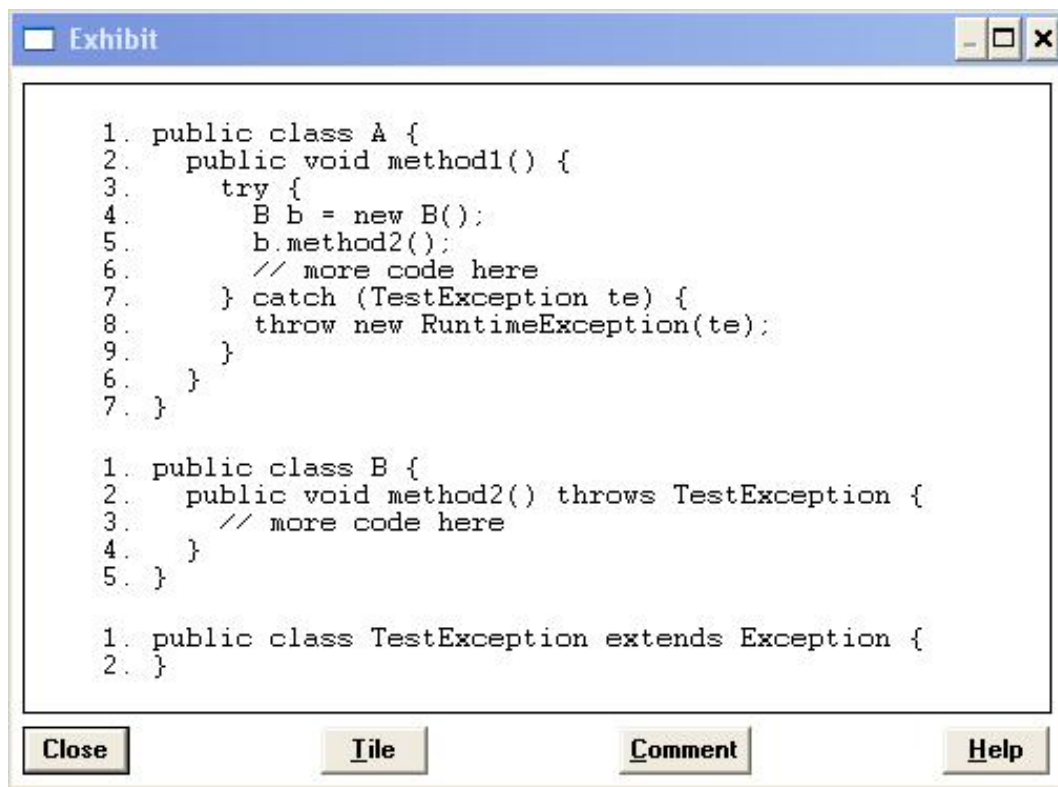 Exhibit
1. public class A {
2.   public void method1() {
3.     try {
4.       B b = new B();
5.       b.method2();
6.       // more code here
7.     } catch (TestException te) {
8.       throw new RuntimeException(te);
9.     }
6.   }
7. }
1. public class B {
2.   public void method2() throws TestException {
3.     // more code here
4.   }
5. }
1. public class TestException extends Exception {
2. }
Close Tile Comment Help